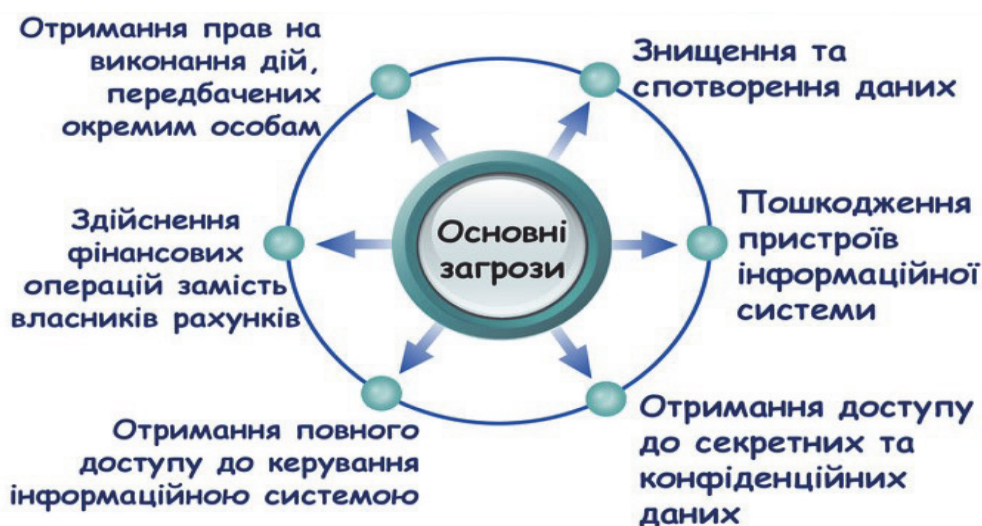 Отримання прав на
виконання дій,
передбачених
окремим особам
Знищення та
спотворення даних
Здійснення
фінансових
операцій замість
власників рахунків
Основні
загрози
Пошкодження
пристроїв
інформаційної
системи
Отримання повного
доступу до керування
інформаційною системою
Отримання доступу
до секретних та
конфіденційних
даних